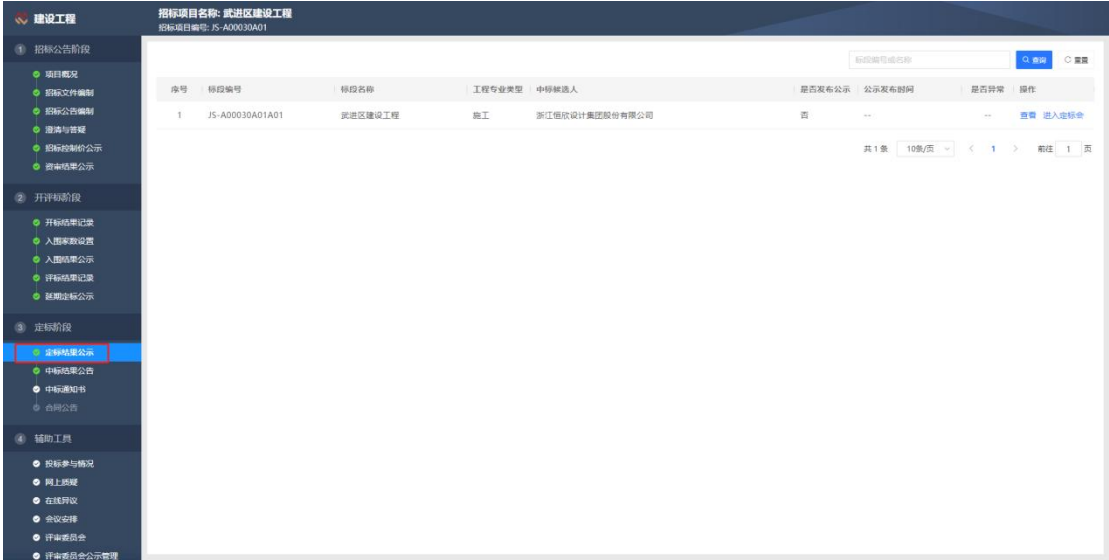 建设工程
招标项目名称: 武进区建设工程
招标项目编号: JS-A00030A01
1 招标公告阶段
项目概况
招标文件编制
招标公告编制
澄清与答疑
招标控制价公示
资审结果公示
2 开评标阶段
开标结果记录
入围家数设置
入围结果公示
评标结果记录
延期定标公示
3 定标阶段
定标结果公示
中标结果公告
中标通知书
合同公告
4 辅助工具
投标参与情况
网上质疑
在线异议
会议安排
评审委员会
评审委员会公示管理
标段编号或名称 查询 重置
序号 标段编号 标段名称 工程专业类型 中标候选人 是否发布公示 公示发布时间 是否异常 操作
1 JS-A00030A01A01 武进区建设工程 施工 浙江恒欣设计集团股份有限公司 否 -- -- 查看 进入定标会
共 1 条 10条/页 < 1 > 前往 1 页